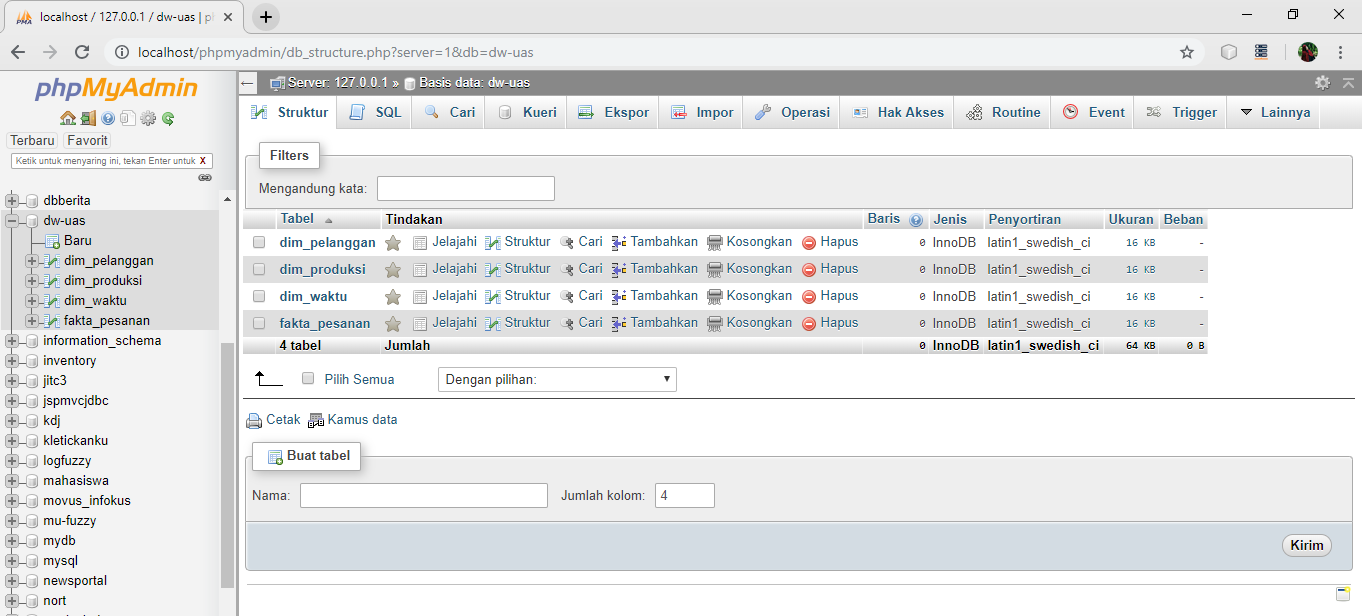 localhost / 127.0.0.1 / dw-uas | ph
localhost/phpmyadmin/db_structure.php?server=1&db=dw-uas
phpMyAdmin
Terbaru Favorit
Ketik untuk menyaring ini, tekan Enter untuk X
dbberita
dw-uas
Baru
dim_pelanggan
dim_produksi
dim_waktu
fakta_pesanan
information_schema
inventory
jitc3
jspmvcjdbc
kdj
kletickanku
logfuzzy
mahasiswa
movus_infokus
mu-fuzzy
mydb
mysql
newsportal
nort
Server: 127.0.0.1 » Basis data: dw-uas
Struktur SQL Cari Kueri Ekspor Impor Operasi Hak Akses Routine Event Trigger Lainnya
Filters
Mengandung kata:
Tabel Tindakan Baris Jenis Penyortiran Ukuran Beban
dim_pelanggan Jelajahi Struktur Cari Tambahkan Kosongkan Hapus 0 InnoDB latin1_swedish_ci 16 KB -
dim_produksi Jelajahi Struktur Cari Tambahkan Kosongkan Hapus 0 InnoDB latin1_swedish_ci 16 KB -
dim_waktu Jelajahi Struktur Cari Tambahkan Kosongkan Hapus 0 InnoDB latin1_swedish_ci 16 KB -
fakta_pesanan Jelajahi Struktur Cari Tambahkan Kosongkan Hapus 0 InnoDB latin1_swedish_ci 16 KB -
4 tabel Jumlah 0 InnoDB latin1_swedish_ci 64 KB 0 B
Pilih Semua Dengan pilihan:
Cetak Kamus data
Buat tabel
Nama: Jumlah kolom: 4
Kirim